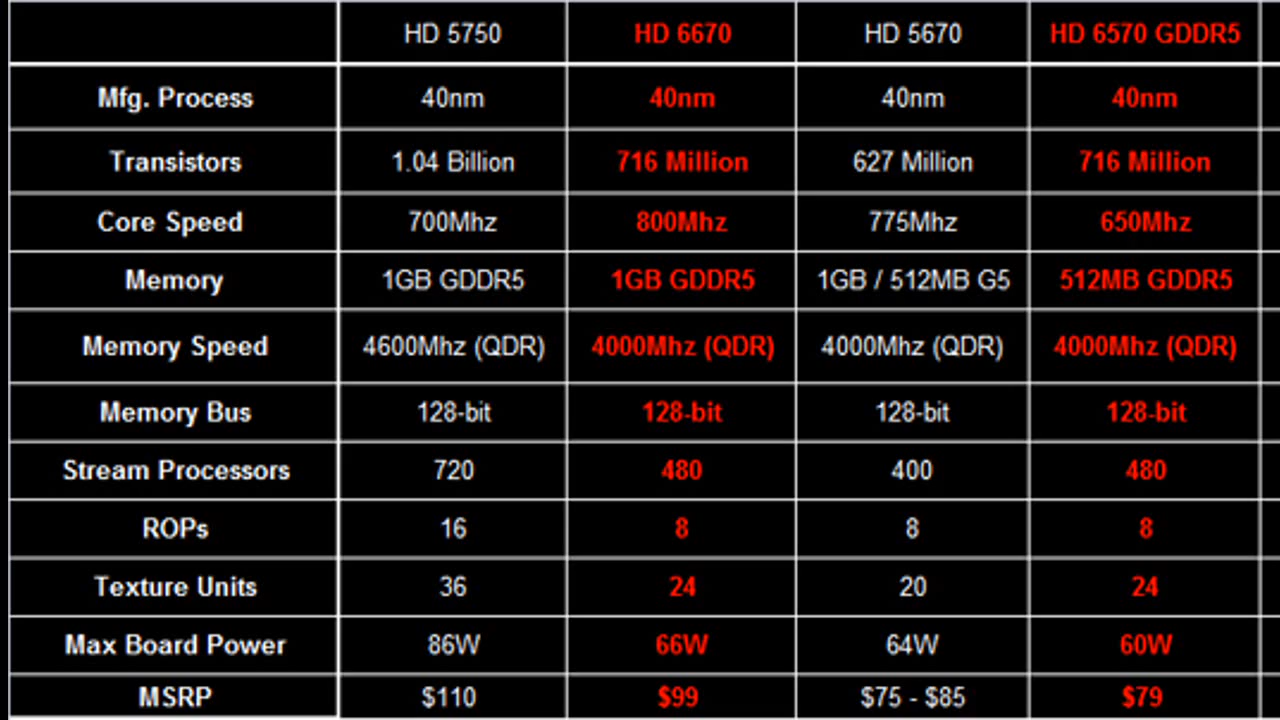 HD 5750 HD 6670 HD 5670 HD 6570 GDDR5
Mfg. Process 40nm 40nm 40nm 40nm
Transistors 1.04 Billion 716 Million 627 Million 716 Million
Core Speed 700Mhz 800Mhz 775Mhz 650Mhz
Memory 1GB GDDR5 1GB GDDR5 1GB / 512MB G5 512MB GDDR5
Memory Speed 4600Mhz (QDR) 4000Mhz (QDR) 4000Mhz (QDR) 4000Mhz (QDR)
Memory Bus 128-bit 128-bit 128-bit 128-bit
Stream Processors 720 480 400 480
ROPs 16 8 8 8
Texture Units 36 24 20 24
Max Board Power 86W 66W 64W 60W
MSRP $110 $99 $75 - $85 $79